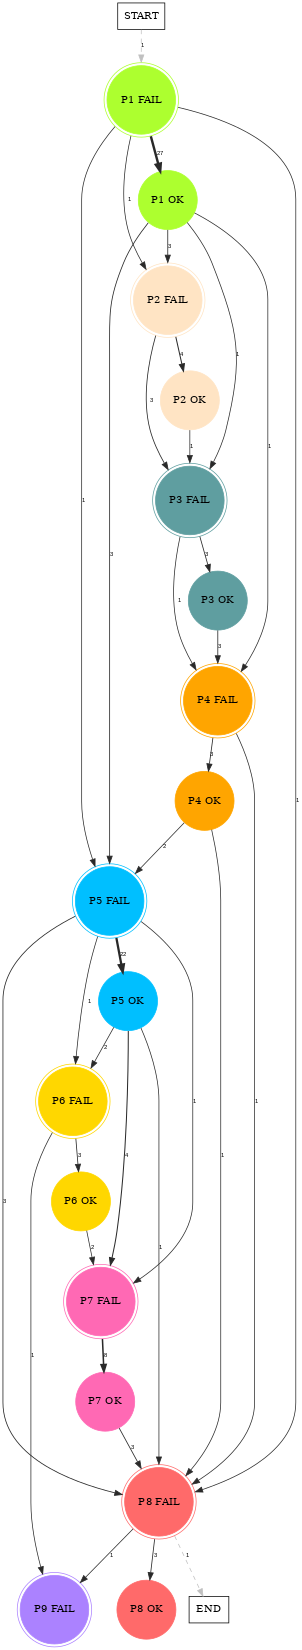 START
1
P1 FAIL
27
P1 OK
1
3
P2 FAIL
1
4
3
P2 OK
1
1
P3 FAIL
1
3
1
3
P3 OK
3
P4 FAIL
3
1
P4 OK
2
P5 FAIL
22
3
1
P5 OK
1
2
P6 FAIL
3
4
1
1
P6 OK
2
1
1
P7 FAIL
8
3
1
1
P7 OK
3
P8 FAIL
1
3
1
P9 FAIL
P8 OK
END